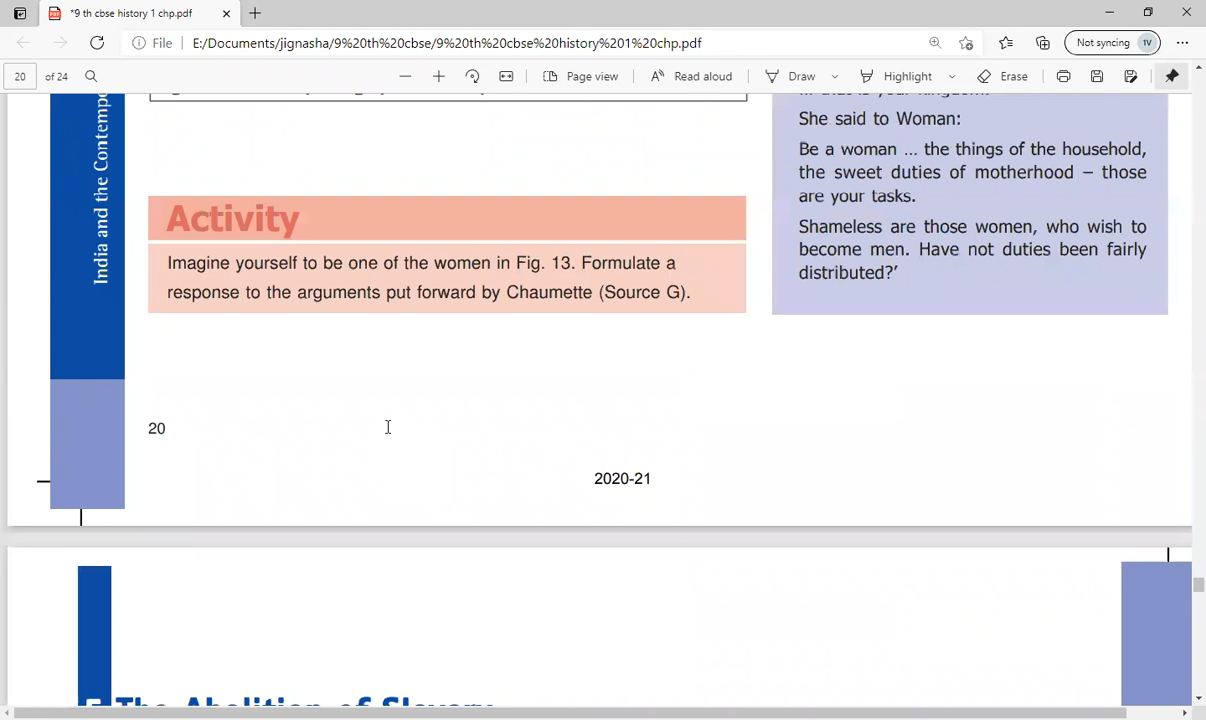 *9 th cbse history 1 chp.pdf
File
E:/Documents/jignasha/9%20th%20cbse/9%20th%20cbse%20history%201%20chp.pdf
Not syncing
1V
20
of 24
Page view
Read aloud
Draw
Highlight
Erase
India and the Contempo
She said to Woman:
Be a woman ... the things of the household,
the sweet duties of motherhood – those
are your tasks.
Shameless are those women, who wish to
become men. Have not duties been fairly
distributed?’
Activity
Imagine yourself to be one of the women in Fig. 13. Formulate a
response to the arguments put forward by Chaumette (Source G).
20
2020-21
The Abolition of Slavery